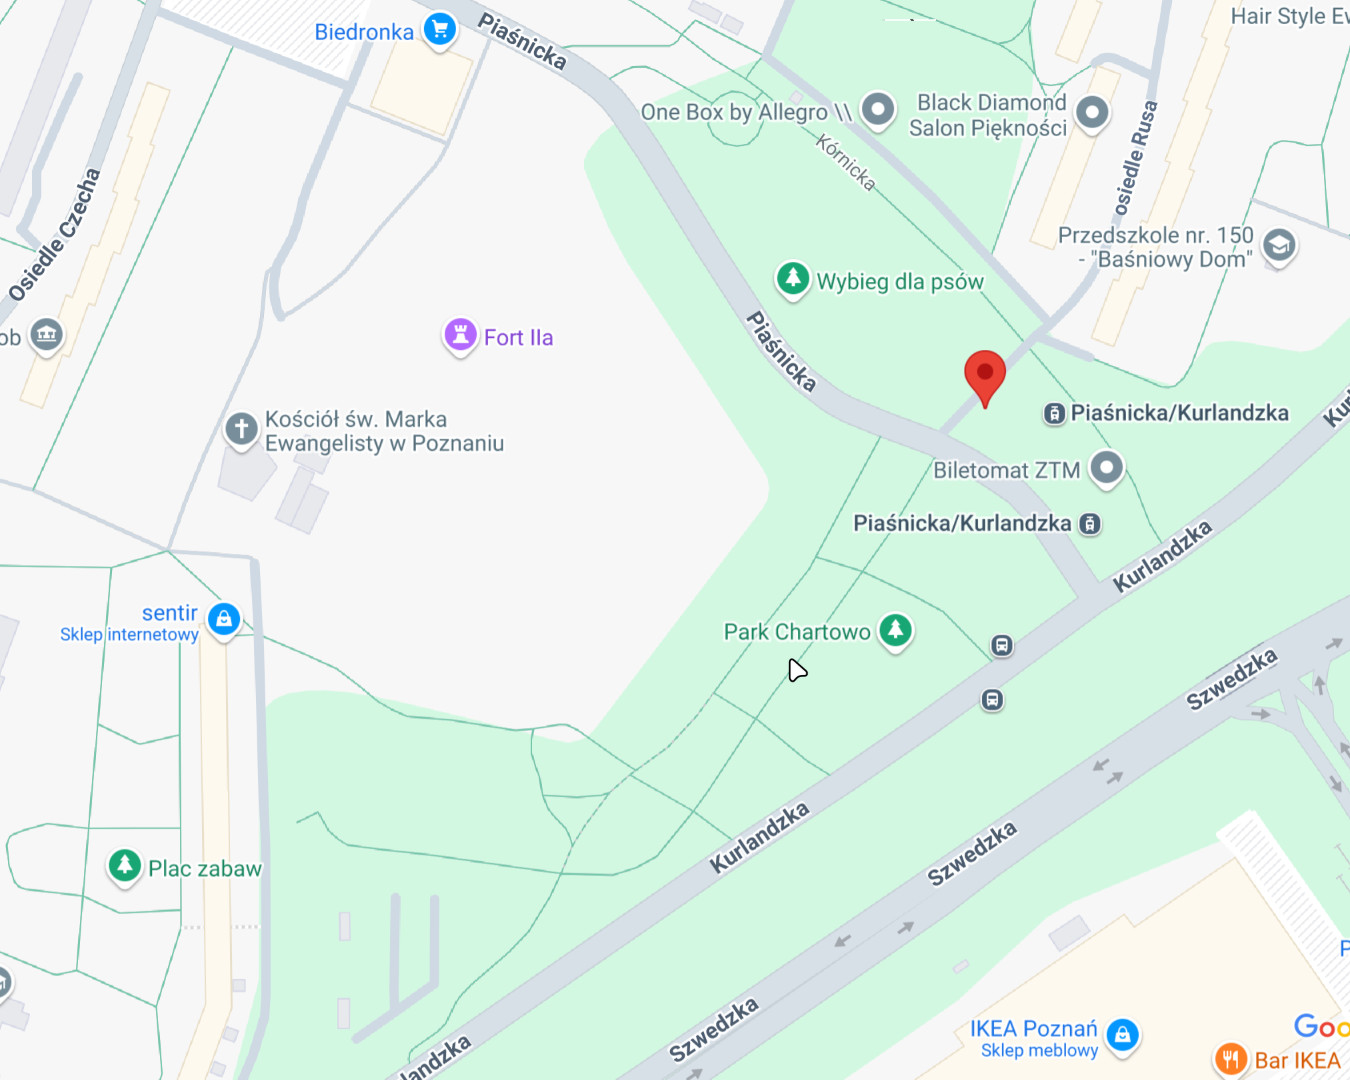 Hair Style Ew
Biedronka
Piaśnicka
One Box by Allegro \\
Black Diamond
Salon Piękności
Kórnicka
osiedle Rusa
Osiedle Czecha
Przedszkole nr. 150
- "Baśniowy Dom"
Wybieg dla psów
ob
Fort IIa
Piaśnicka
Kościół św. Marka
Ewangelisty w Poznaniu
Piaśnicka/Kurlandzka
Kurl
Biletomat ZTM
Piaśnicka/Kurlandzka
Kurlandzka
sentir
Sklep internetowy
Park Chartowo
Szwedzka
Kurlandzka
Szwedzka
Plac zabaw
P
Szwedzka
IKEA Poznań
Sklep meblowy
Goo
Bar IKEA
landzka